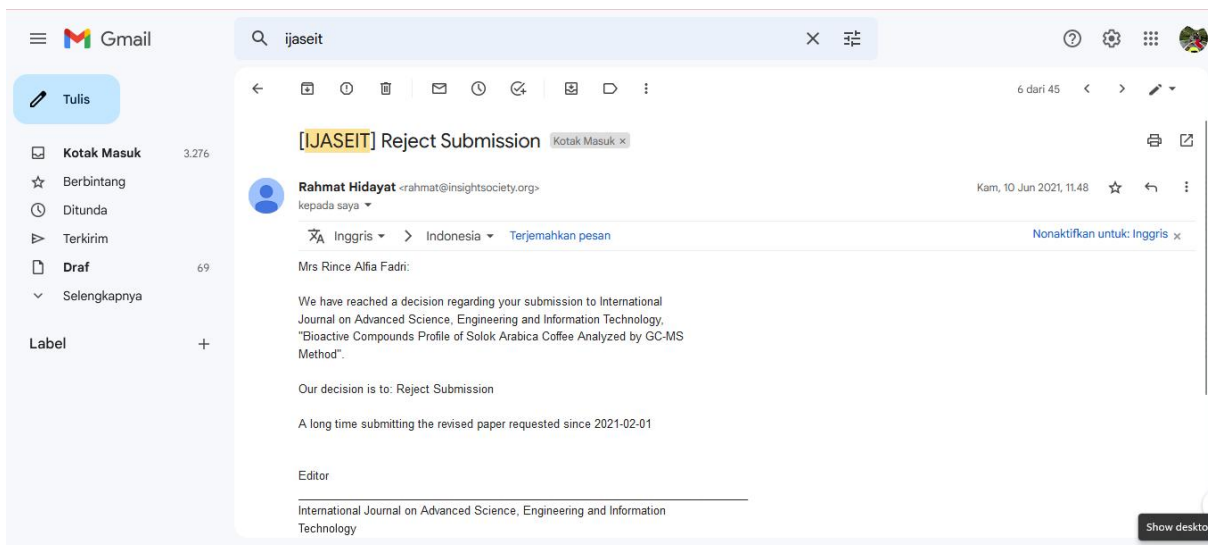 Gmail
ijaseit
Tulis
6 dari 45
Kotak Masuk 3.276
Berbintang
Ditunda
Terkirim
Draf 69
Selengkapnya
Label +
[IJASEIT] Reject Submission Kotak Masuk ×
Rahmat Hidayat <rahmat@insightsociety.org> Kam, 10 Jun 2021, 11.48
kepada saya
Inggris > Indonesia Terjemahkan pesan Nonaktifkan untuk: Inggris ×
Mrs Rince Alfia Fadri:
We have reached a decision regarding your submission to International
Journal on Advanced Science, Engineering and Information Technology,
"Bioactive Compounds Profile of Solok Arabica Coffee Analyzed by GC-MS
Method".
Our decision is to: Reject Submission
A long time submitting the revised paper requested since 2021-02-01
Editor
International Journal on Advanced Science, Engineering and Information
Technology
Show deskto